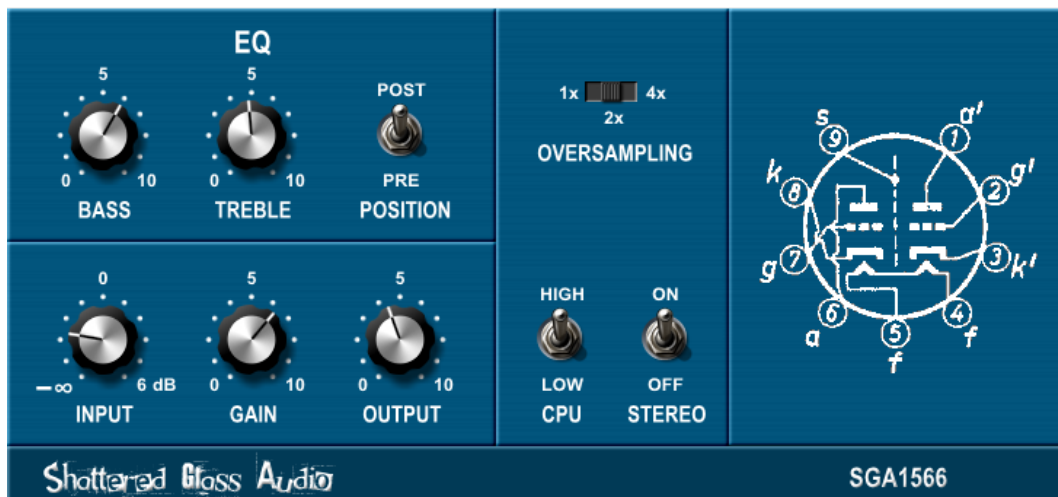 EQ
5
0 10
BASS
5
0 10
TREBLE
POST
PRE
POSITION
0
-∞ 6 dB
INPUT
5
0 10
GAIN
5
0 10
OUTPUT
1x 4x
2x
OVERSAMPLING
HIGH
LOW
CPU
ON
OFF
STEREO
s a'
9 1
k g'
8 2
7 3
g k'
6 4
a 5 f
f
Shattered Glass Audio
SGA1566